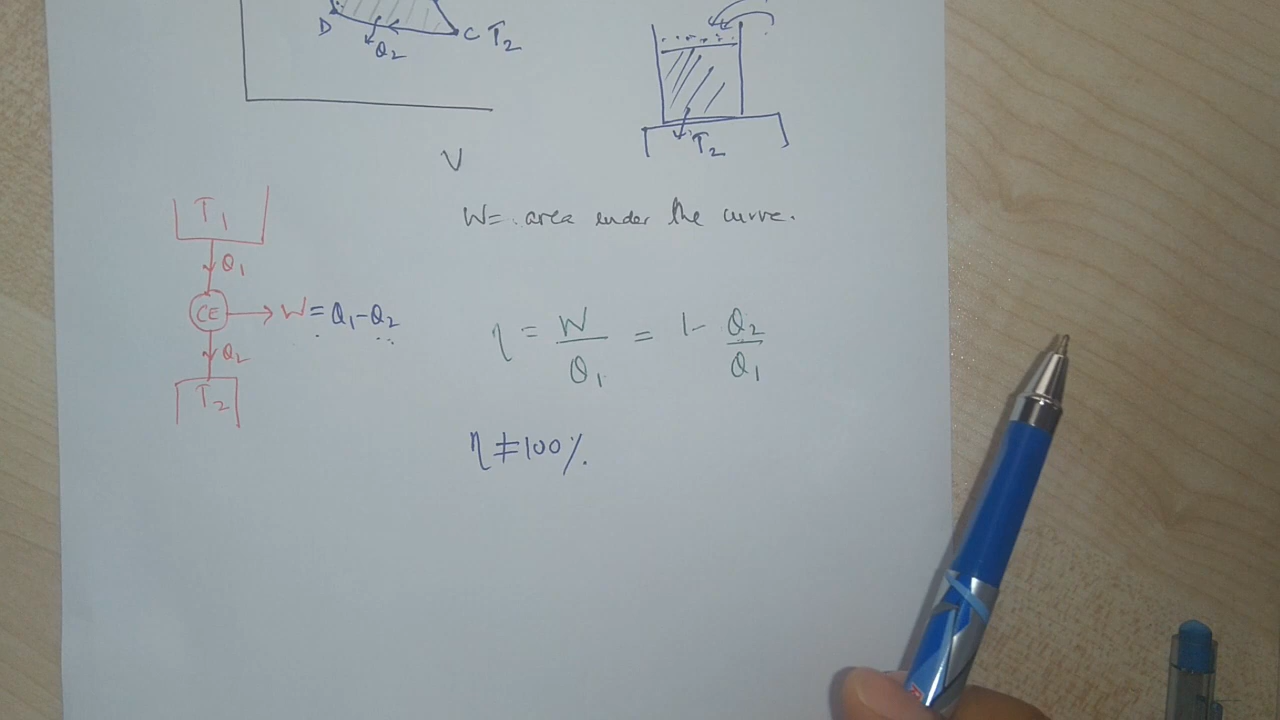 D
Q2
C T2
T2
V
T1
W= area under the curve.
Q1
CE
W=Q1-Q2
η = W/Q1 = 1- Q2/Q1
Q2
T2
η≠100%